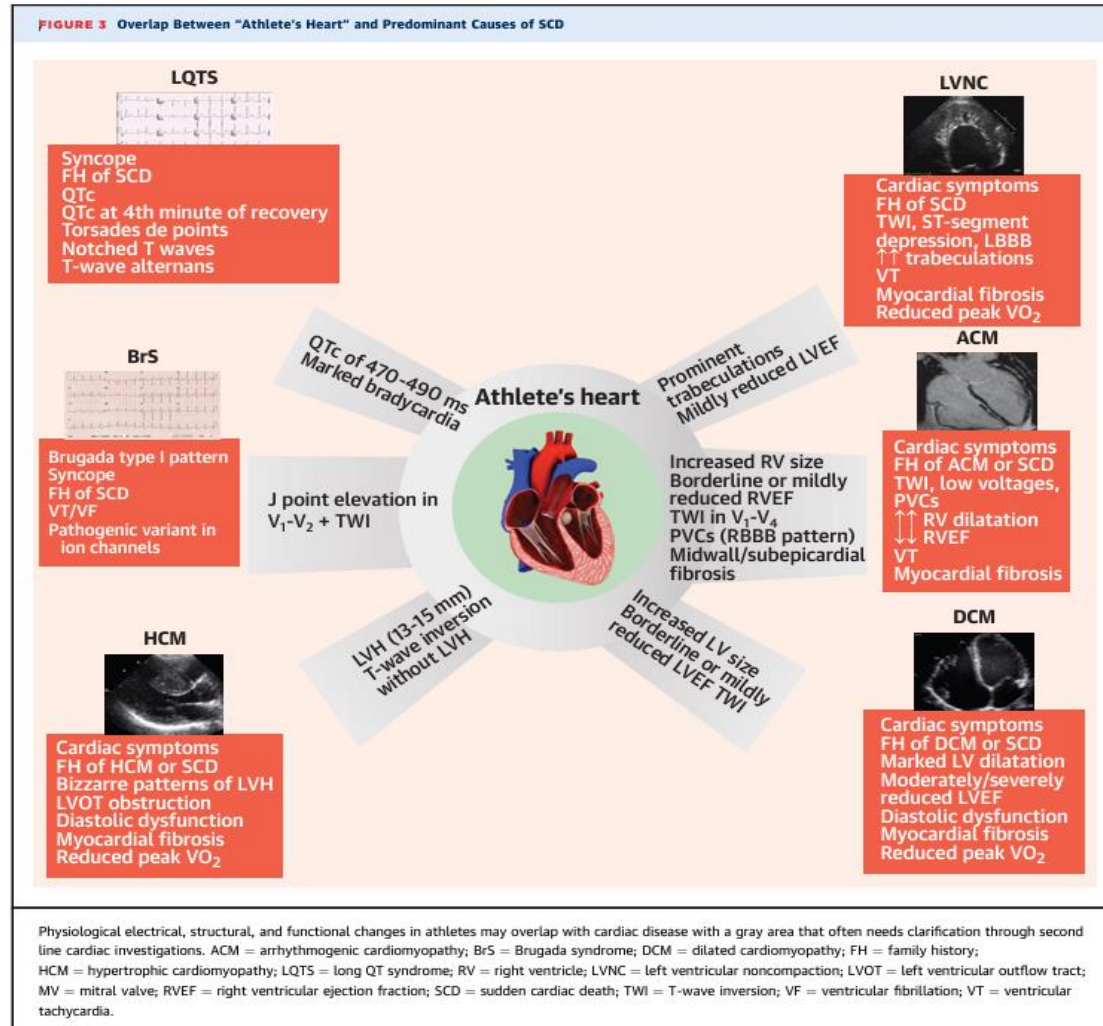 FIGURE 3 Overlap Between “Athlete’s Heart” and Predominant Causes of SCD
LQTS
Syncope
FH of SCD
QTc
QTc at 4th minute of recovery
Torsades de points
Notched T waves
T-wave alternans
BrS
Brugada type I pattern
Syncope
FH of SCD
VT/VF
Pathogenic variant in
ion channels
HCM
Cardiac symptoms
FH of HCM or SCD
Bizzarre patterns of LVH
LVOT obstruction
Diastolic dysfunction
Myocardial fibrosis
Reduced peak VO₂
QTc of 470-490 ms
Marked bradycardia
J point elevation in
V₁-V₂ + TWI
LVH (13-15 mm)
T-wave inversion
without LVH
Athlete's heart
Prominent
trabeculations
Mildly reduced LVEF
Increased RV size
Borderline or mildly
reduced RVEF
TWI in V₁-V₄
PVCs (RBBB pattern)
Midwall/subepicardial
fibrosis
Increased LV size
Borderline or mildly
reduced LVEF TWI
LVNC
Cardiac symptoms
FH of SCD
TWI, ST-segment
depression, LBBB
↑↑ trabeculations
VT
Myocardial fibrosis
Reduced peak VO₂
ACM
Cardiac symptoms
FH of ACM or SCD
TWI, low voltages,
PVCs
↑↑ RV dilatation
↓↓ RVEF
VT
Myocardial fibrosis
DCM
Cardiac symptoms
FH of DCM or SCD
Marked LV dilatation
Moderately/severely
reduced LVEF
Diastolic dysfunction
Myocardial fibrosis
Reduced peak VO₂
Physiological electrical, structural, and functional changes in athletes may overlap with cardiac disease with a gray area that often needs clarification through second
line cardiac investigations. ACM = arrhythmogenic cardiomyopathy; BrS = Brugada syndrome; DCM = dilated cardiomyopathy; FH = family history;
HCM = hypertrophic cardiomyopathy; LQTS = long QT syndrome; RV = right ventricle; LVNC = left ventricular noncompaction; LVOT = left ventricular outflow tract;
MV = mitral valve; RVEF = right ventricular ejection fraction; SCD = sudden cardiac death; TWI = T-wave inversion; VF = ventricular fibrillation; VT = ventricular
tachycardia.